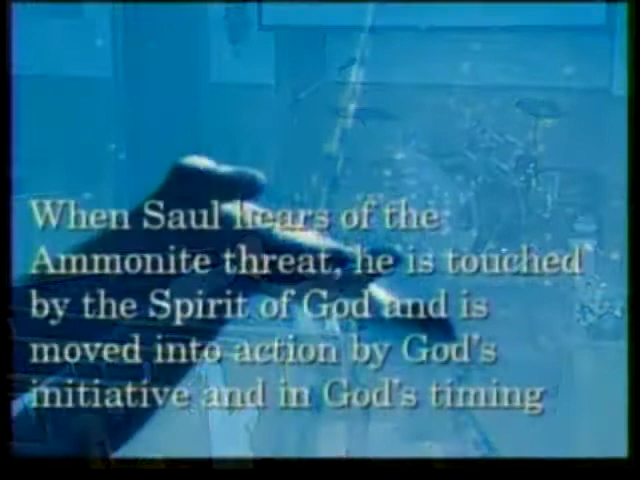 When Saul hears of the
Ammonite threat, he is touched
by the Spirit of God and is
moved into action by God's
initiative and in God's timing